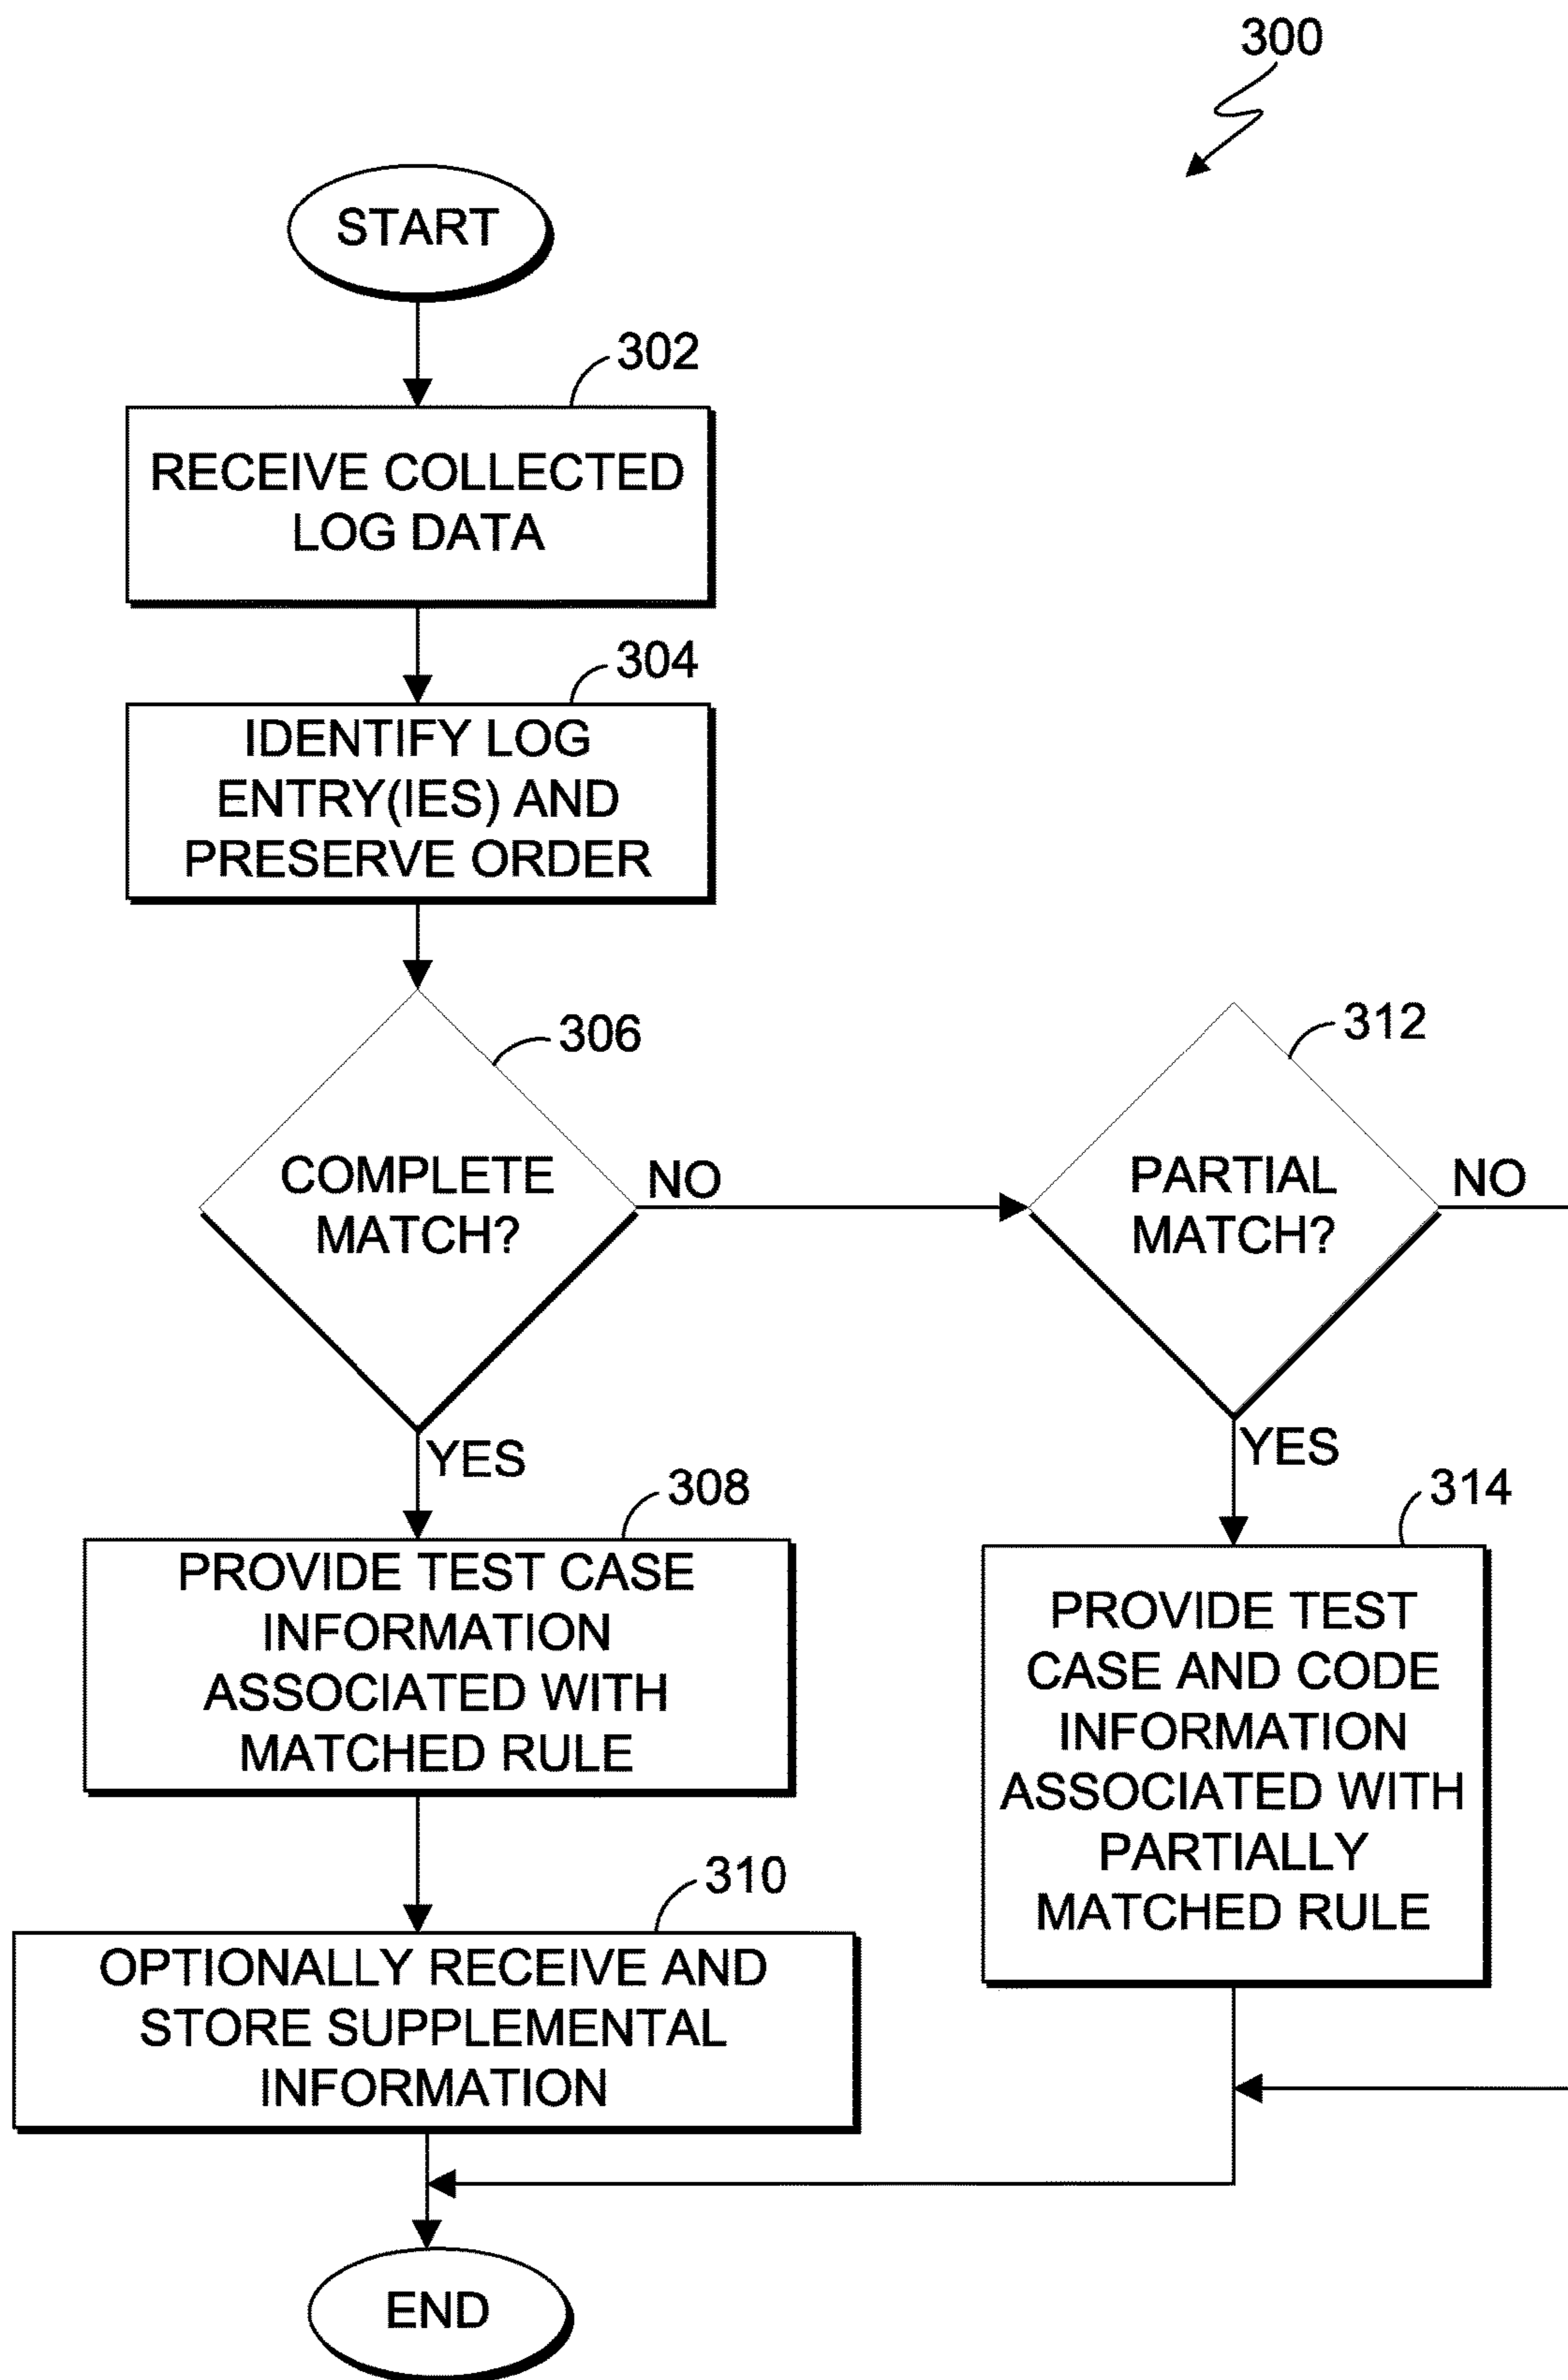 300
START
302
RECEIVE COLLECTED
LOG DATA
304
IDENTIFY LOG
ENTRY(IES) AND
PRESERVE ORDER
306
COMPLETE
MATCH?
NO
312
PARTIAL
MATCH?
NO
YES
308
PROVIDE TEST CASE
INFORMATION
ASSOCIATED WITH
MATCHED RULE
YES
314
PROVIDE TEST
CASE AND CODE
INFORMATION
ASSOCIATED WITH
PARTIALLY
MATCHED RULE
310
OPTIONALLY RECEIVE AND
STORE SUPPLEMENTAL
INFORMATION
END